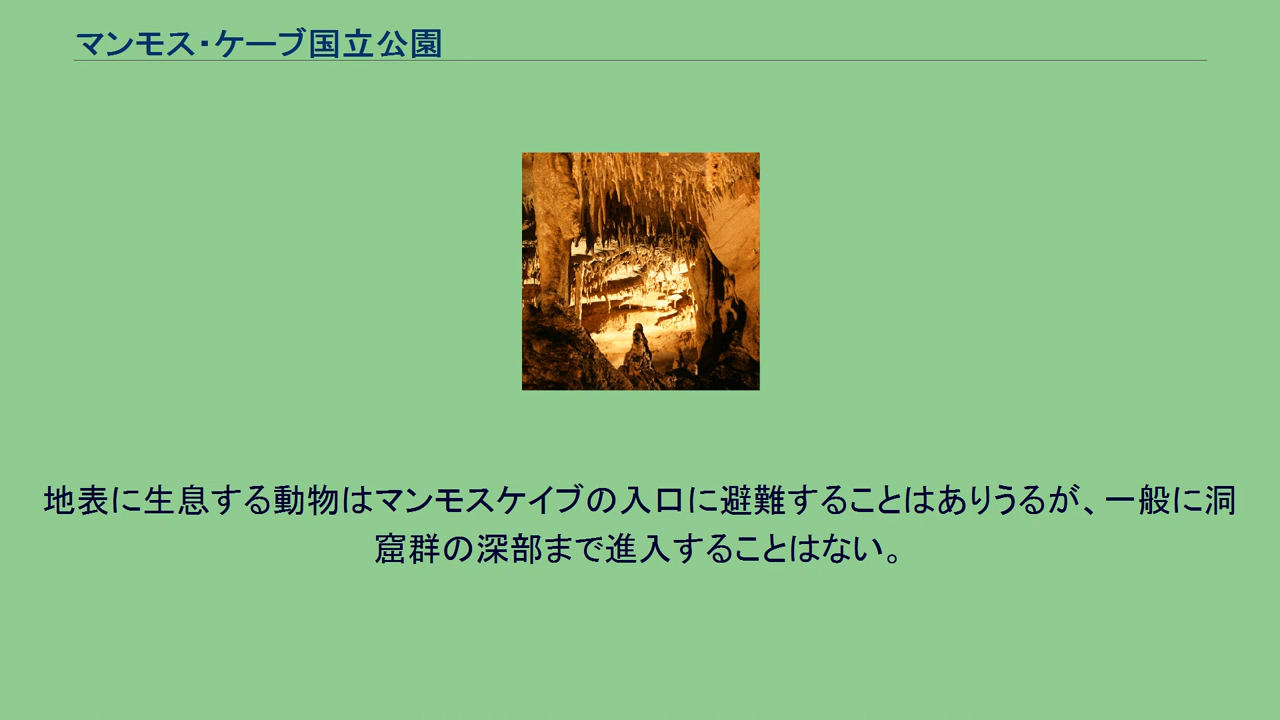 マンモス・ケーブ国立公園
地表に生息する動物はマンモスケイブの入口に避難することはありうるが、一般に洞
窟群の深部まで進入することはない。